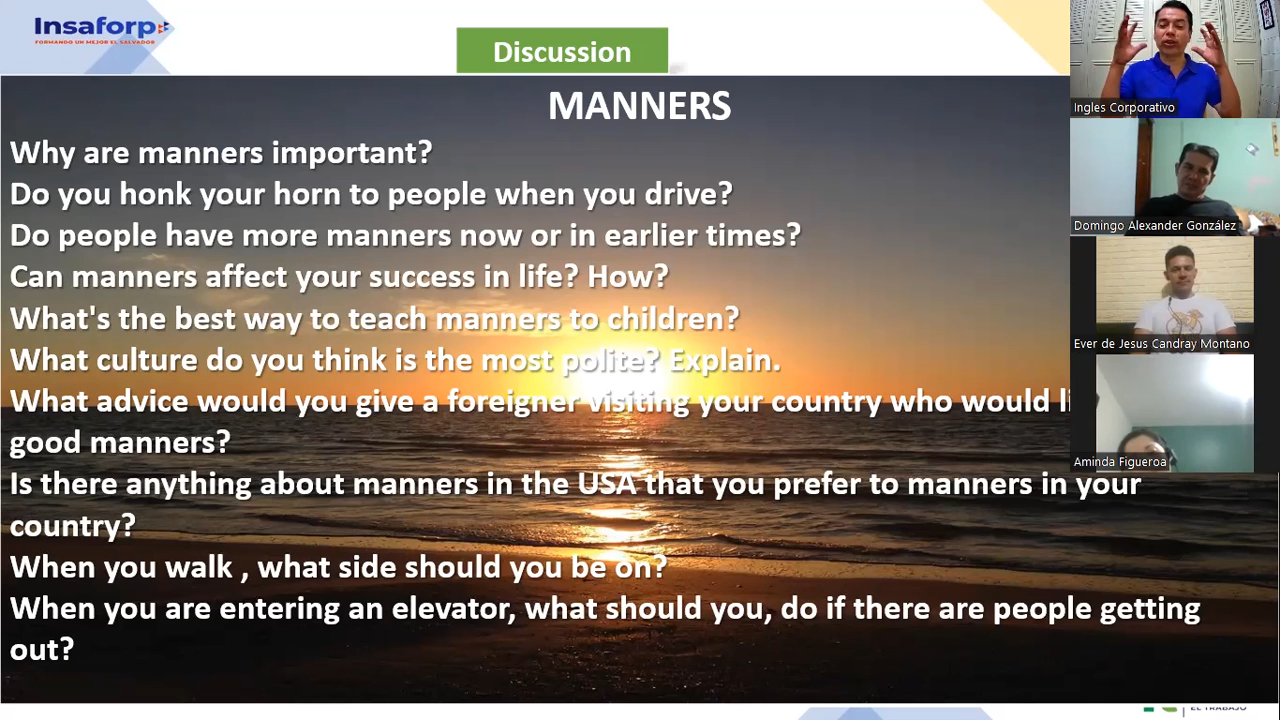 Insaforp
FORMANDO UN MEJOR EL SALVADOR
Discussion
MANNERS
Why are manners important?
Do you honk your horn to people when you drive?
Do people have more manners now or in earlier times?
Can manners affect your success in life? How?
What's the best way to teach manners to children?
What culture do you think is the most polite? Explain.
What advice would you give a foreigner visiting your country who would
good manners?
Is there anything about manners in the USA that you prefer to manners in your
country?
When you walk , what side should you be on?
When you are entering an elevator, what should you, do if there are people getting
out?
Ingles Corporativo
Domingo Alexander González
Ever de Jesus Candray Montano
Aminda Figueroa
EL TRABAJO